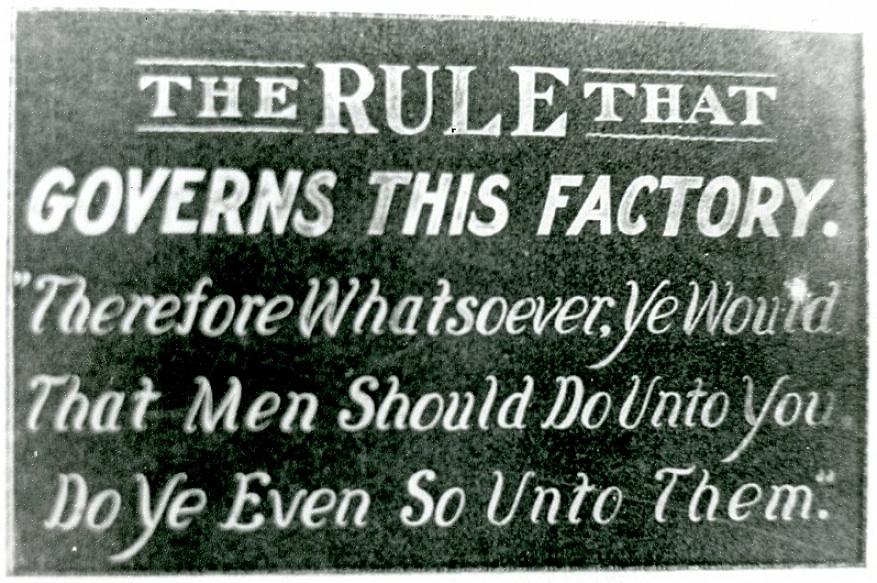 THE RULE THAT
GOVERNS THIS FACTORY.
"Therefore Whatsoever, Ye Would
That Men Should Do Unto You
Do Ye Even So Unto Them."